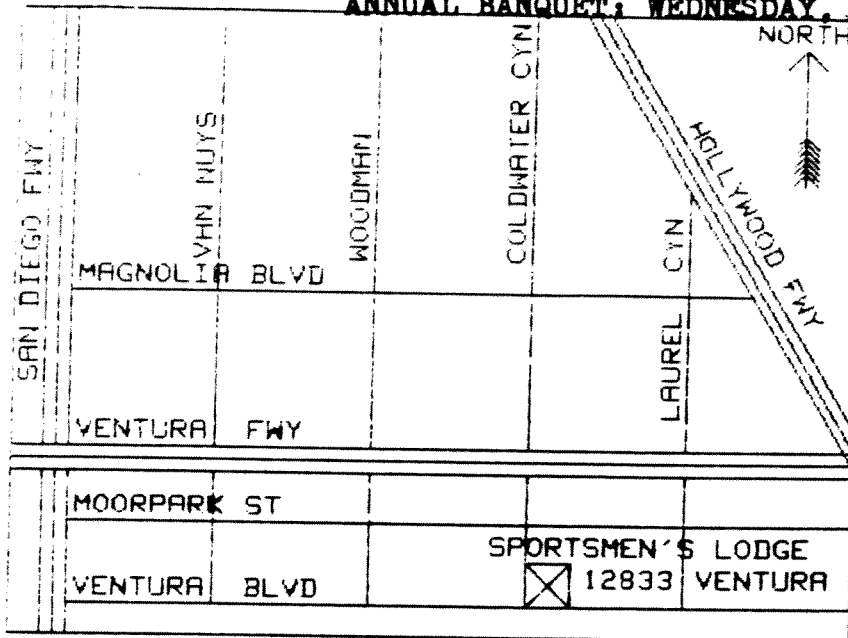 ANNUAL BANQUET: WEDNESDAY,
NORTH
SAN DIEGO FWY
VAN NUYS
WOODMAN
COLDWATER CYN
HOLLYWOOD FWY
MAGNOLIA BLVD
LAUREL CYN
VENTURA FWY
MOORPARK ST
SPORTSMEN'S LODGE
VENTURA BLVD
12833 VENTURA